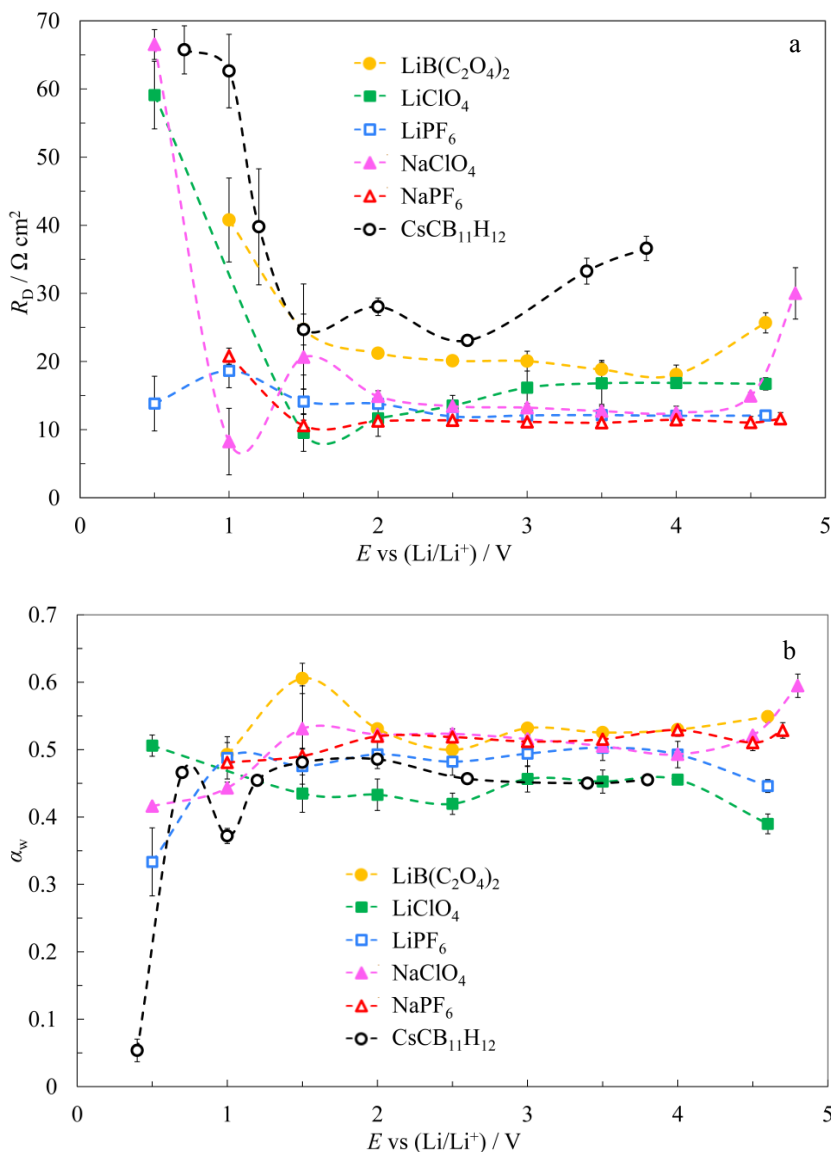 a
70
60
50
40
30
20
10
0
R_D / Ω cm²
LiB(C₂O₄)₂
LiClO₄
LiPF₆
NaClO₄
NaPF₆
CsCB₁₁H₁₂
0 1 2 3 4 5
E vs (Li/Li⁺) / V
b
0.7
0.6
0.5
0.4
0.3
0.2
0.1
0
α_w
LiB(C₂O₄)₂
LiClO₄
LiPF₆
NaClO₄
NaPF₆
CsCB₁₁H₁₂
0 1 2 3 4 5
E vs (Li/Li⁺) / V